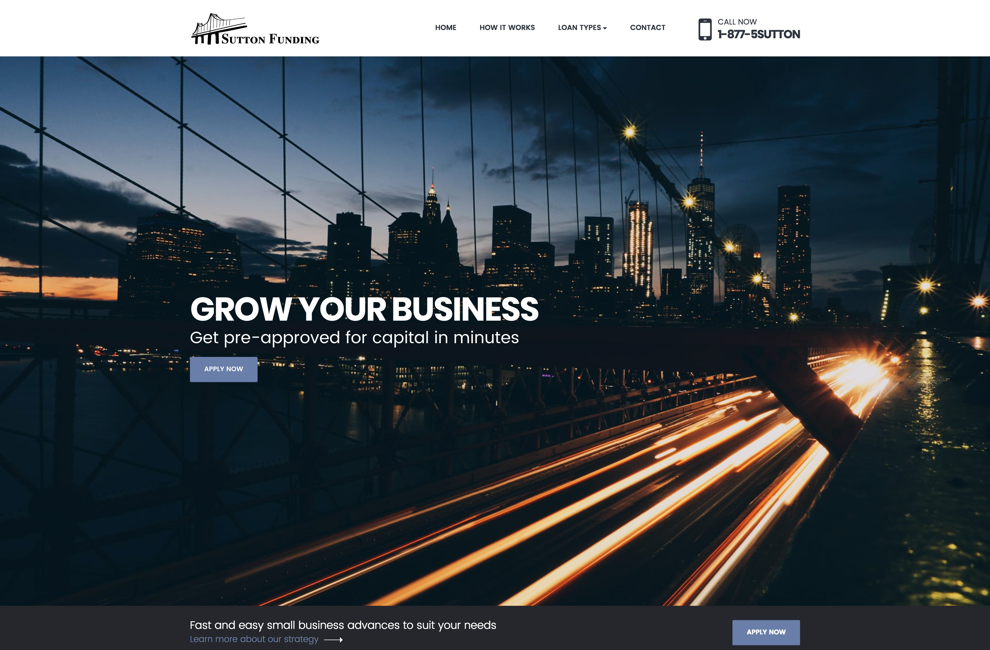 Sutton Funding
HOME HOW IT WORKS LOAN TYPES CONTACT
CALL NOW
1-877-5SUTTON
GROW YOUR BUSINESS
Get pre-approved for capital in minutes
APPLY NOW
Fast and easy small business advances to suit your needs
Learn more about our strategy
APPLY NOW